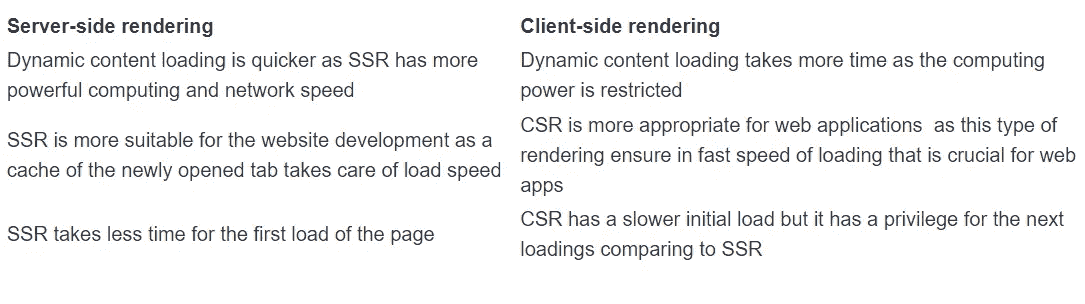 Server-side rendering
Dynamic content loading is quicker as SSR has more
powerful computing and network speed
SSR is more suitable for the website development as a
cache of the newly opened tab takes care of load speed
SSR takes less time for the first load of the page
Client-side rendering
Dynamic content loading takes more time as the computing
power is restricted
CSR is more appropriate for web applications  as this type of
rendering ensure in fast speed of loading that is crucial for web
apps
CSR has a slower initial load but it has a privilege for the next
loadings comparing to SSR